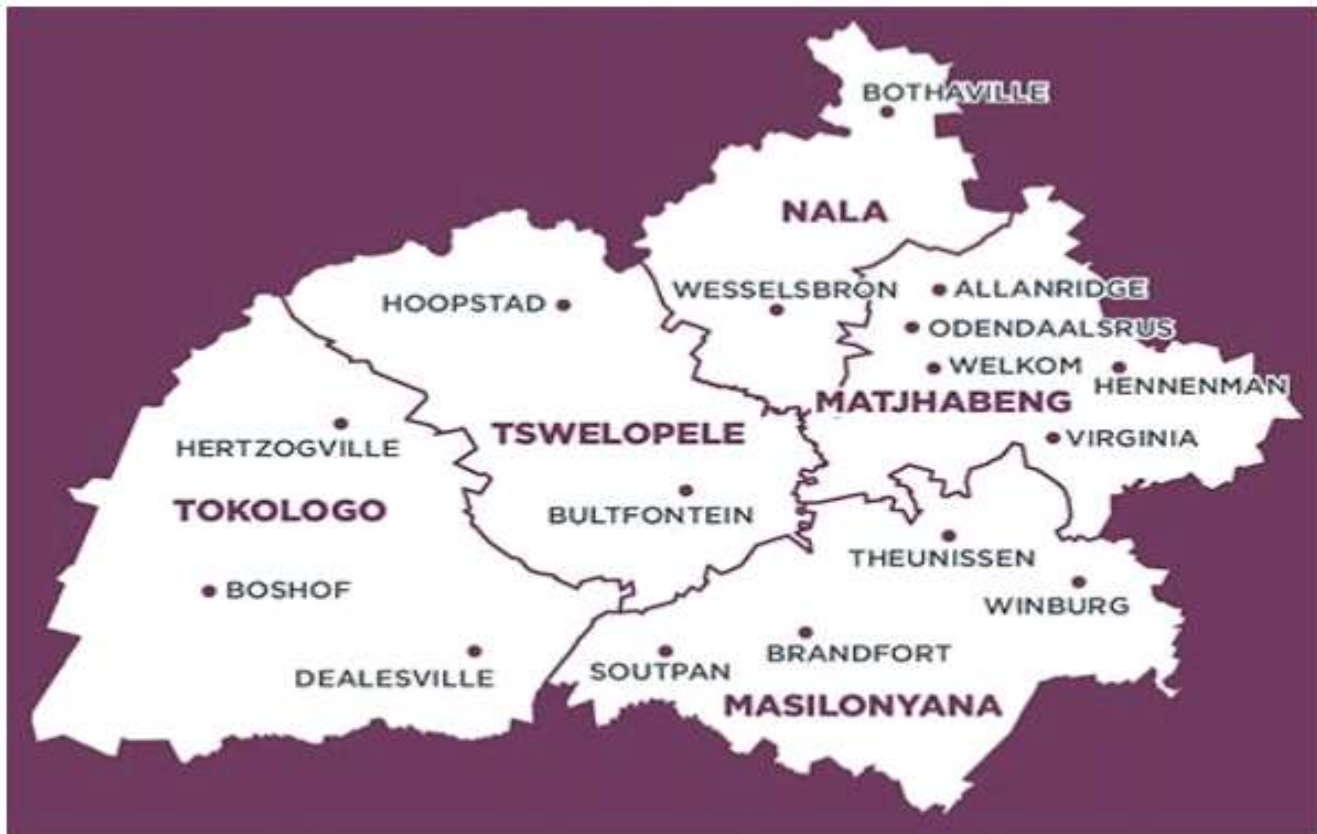 BOTHAVILLE
NALA
WESSELSBRON
ALLANRIDGE
HOOPSTAD
ODENDAALSRUS
WELKOM
HENNENMAN
MATJHABENG
TSWELOPELE
VIRGINIA
HERTZOGVILLE
TOKOLOGO
BULTFONTEIN
THEUNISSEN
BOSHOF
WINBURG
BRANDFORT
SOUTPAN
DEALESVILLE
MASILONYANA